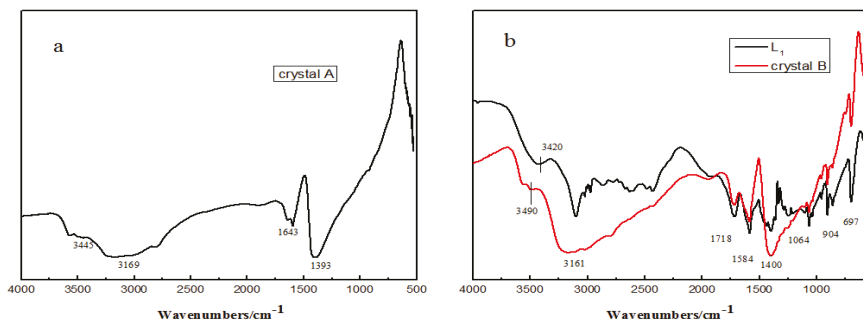 a
crystal A
3445
3169
1643
1393
4000 3500 3000 2500 2000 1500 1000 500
Wavenumbers/cm⁻¹
b
L₁
crystal B
3420
3490
3161
1718
1584
1400
1064
904
697
4000 3500 3000 2500 2000 1500 1000
Wavenumbers/cm⁻¹